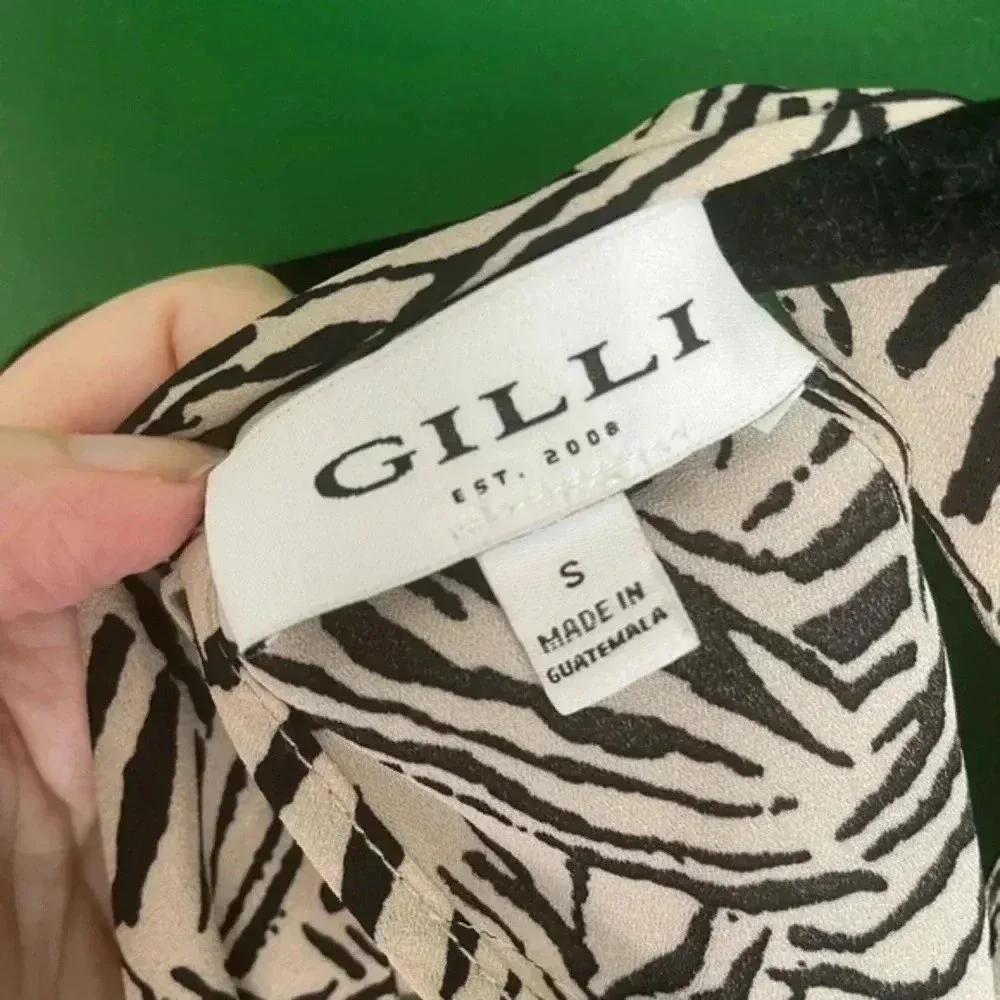 GILLI
EST. 2008
S
MADE IN
GUATEMALA